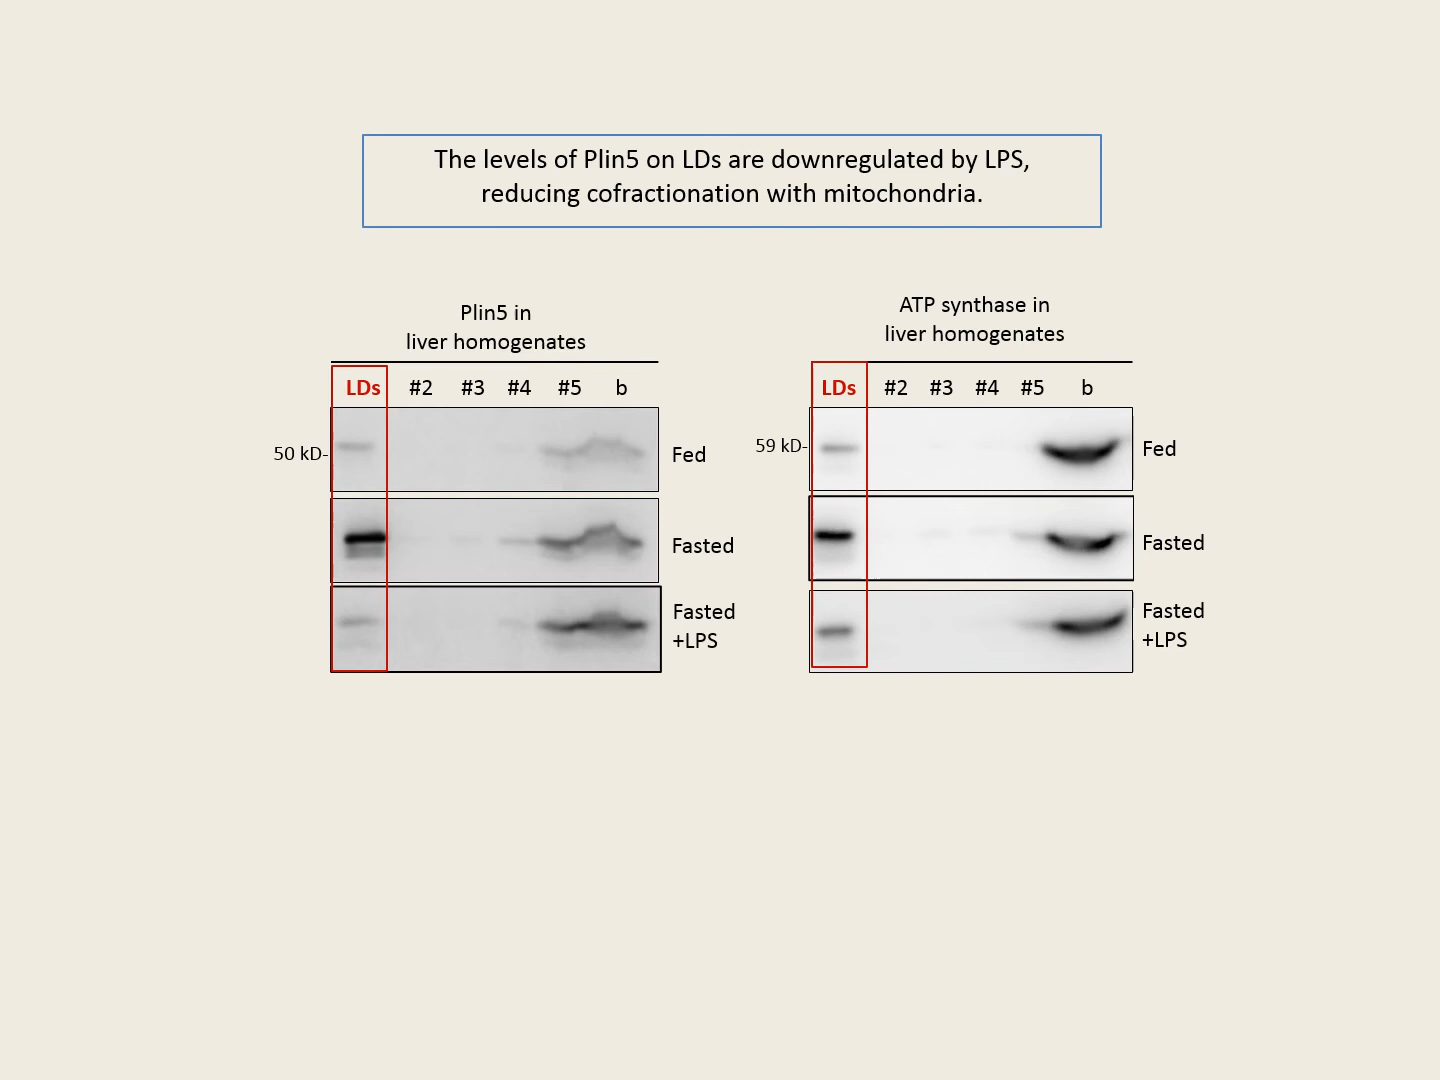 The levels of Plin5 on LDs are downregulated by LPS,
reducing cofractionation with mitochondria.
Plin5 in
liver homogenates
LDs #2 #3 #4 #5 b
50 kD-
Fed
Fasted
Fasted
+LPS
ATP synthase in
liver homogenates
LDs #2 #3 #4 #5 b
59 kD-
Fed
Fasted
Fasted
+LPS